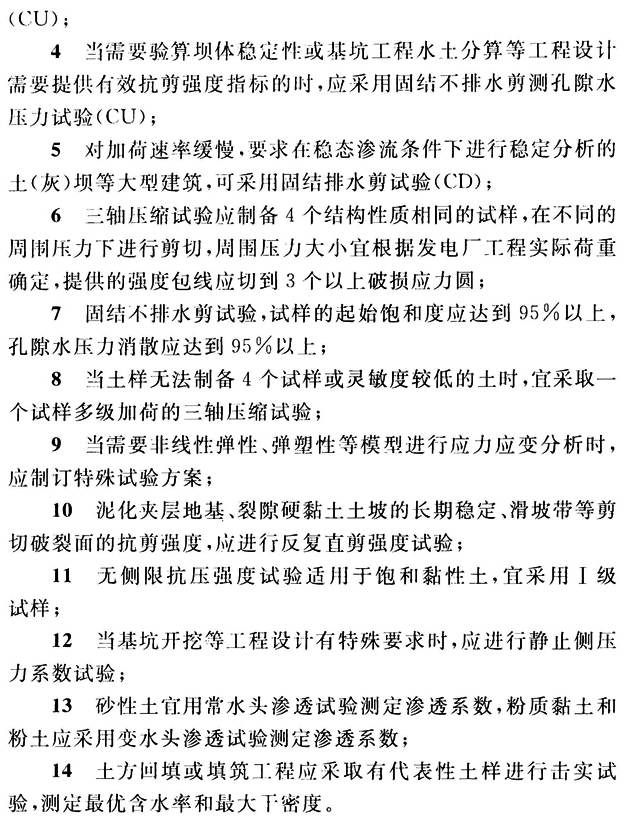 (CU);
4 当需要验算坝体稳定性或基坑工程水土分算等工程设计
需要提供有效抗剪强度指标的时,应采用固结不排水剪测孔隙水
压力试验(CU);
5 对加荷速率缓慢,要求在稳态渗流条件下进行稳定分析的
土(灰)坝等大型建筑,可采用固结排水剪试验(CD);
6 三轴压缩试验应制备4个结构性质相同的试样,在不同的
周围压力下进行剪切,周围压力大小宜根据发电厂工程实际荷重
确定,提供的强度包线应切到3个以上破损应力圆;
7 固结不排水剪试验,试样的起始饱和度应达到95%以上,
孔隙水压力消散应达到95%以上;
8 当土样无法制备4个试样或灵敏度较低的土时,宜采取一
个试样多级加荷的三轴压缩试验;
9 当需要非线性弹性、弹塑性等模型进行应力应变分析时,
应制订特殊试验方案;
10 泥化夹层地基、裂隙硬黏土土坡的长期稳定、滑坡带等剪
切破裂面的抗剪强度,应进行反复直剪强度试验;
11 无侧限抗压强度试验适用于饱和黏性土,宜采用Ⅰ级
试样;
12 当基坑开挖等工程设计有特殊要求时,应进行静止侧压
力系数试验;
13 砂性土宜用常水头渗透试验测定渗透系数,粉质黏土和
粉土应采用变水头渗透试验测定渗透系数;
14 土方回填或填筑工程应采取有代表性土样进行击实试
验,测定最优含水率和最大干密度。